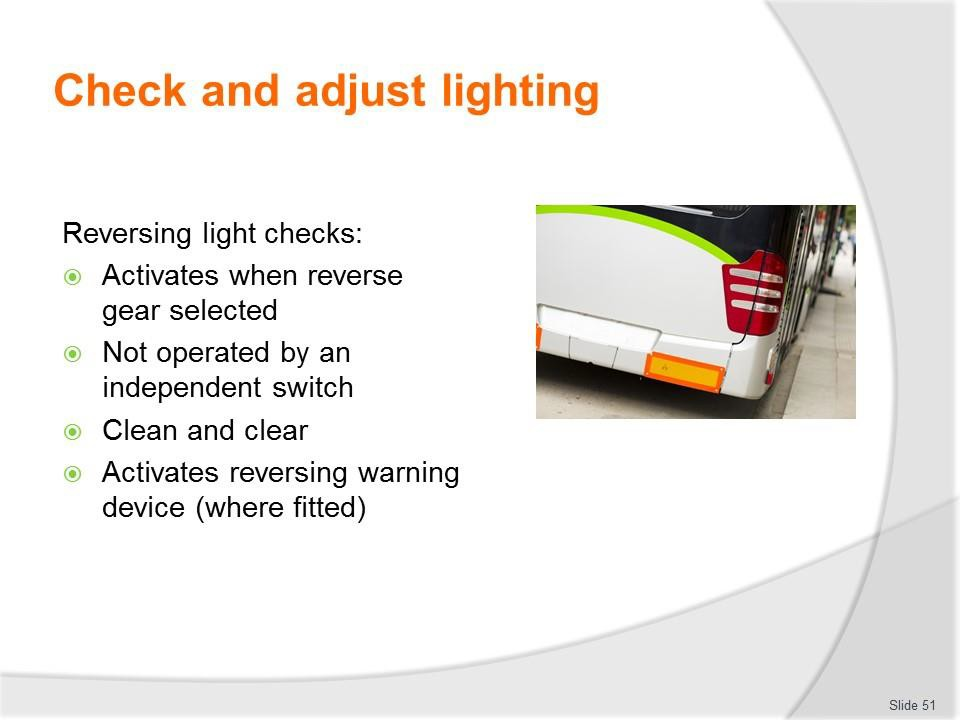 Check and adjust lighting
Reversing light checks:
Activates when reverse
gear selected
Not operated by an
independent switch
Clean and clear
Activates reversing warning
device (where fitted)
Slide 51